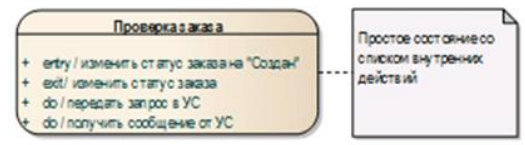 Проверка заказа
+ entry / изменить статус заказа на "Создан"
+ exit / изменить статус заказа
+ do / передать запрос в УС
+ do / получить сообщение от УС
Простое состояние со
списком внутренних
действий